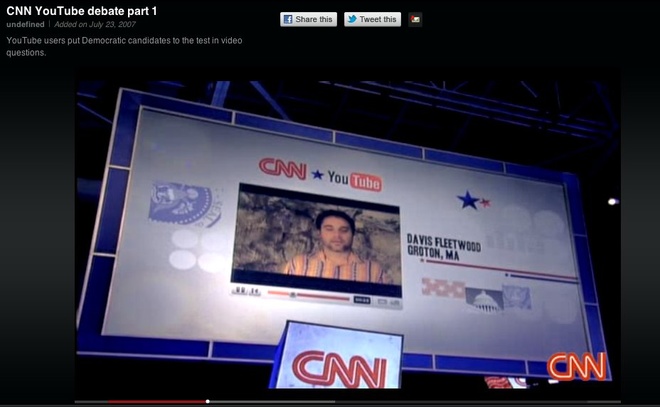 CNN YouTube debate part 1
undefined | Added on July 23, 2007
Share this
Tweet this
YouTube users put Democratic candidates to the test in video
questions.
CNN ★ YouTube
DAVIS FLEETWOOD
GROTON, MA
CNN
CNN